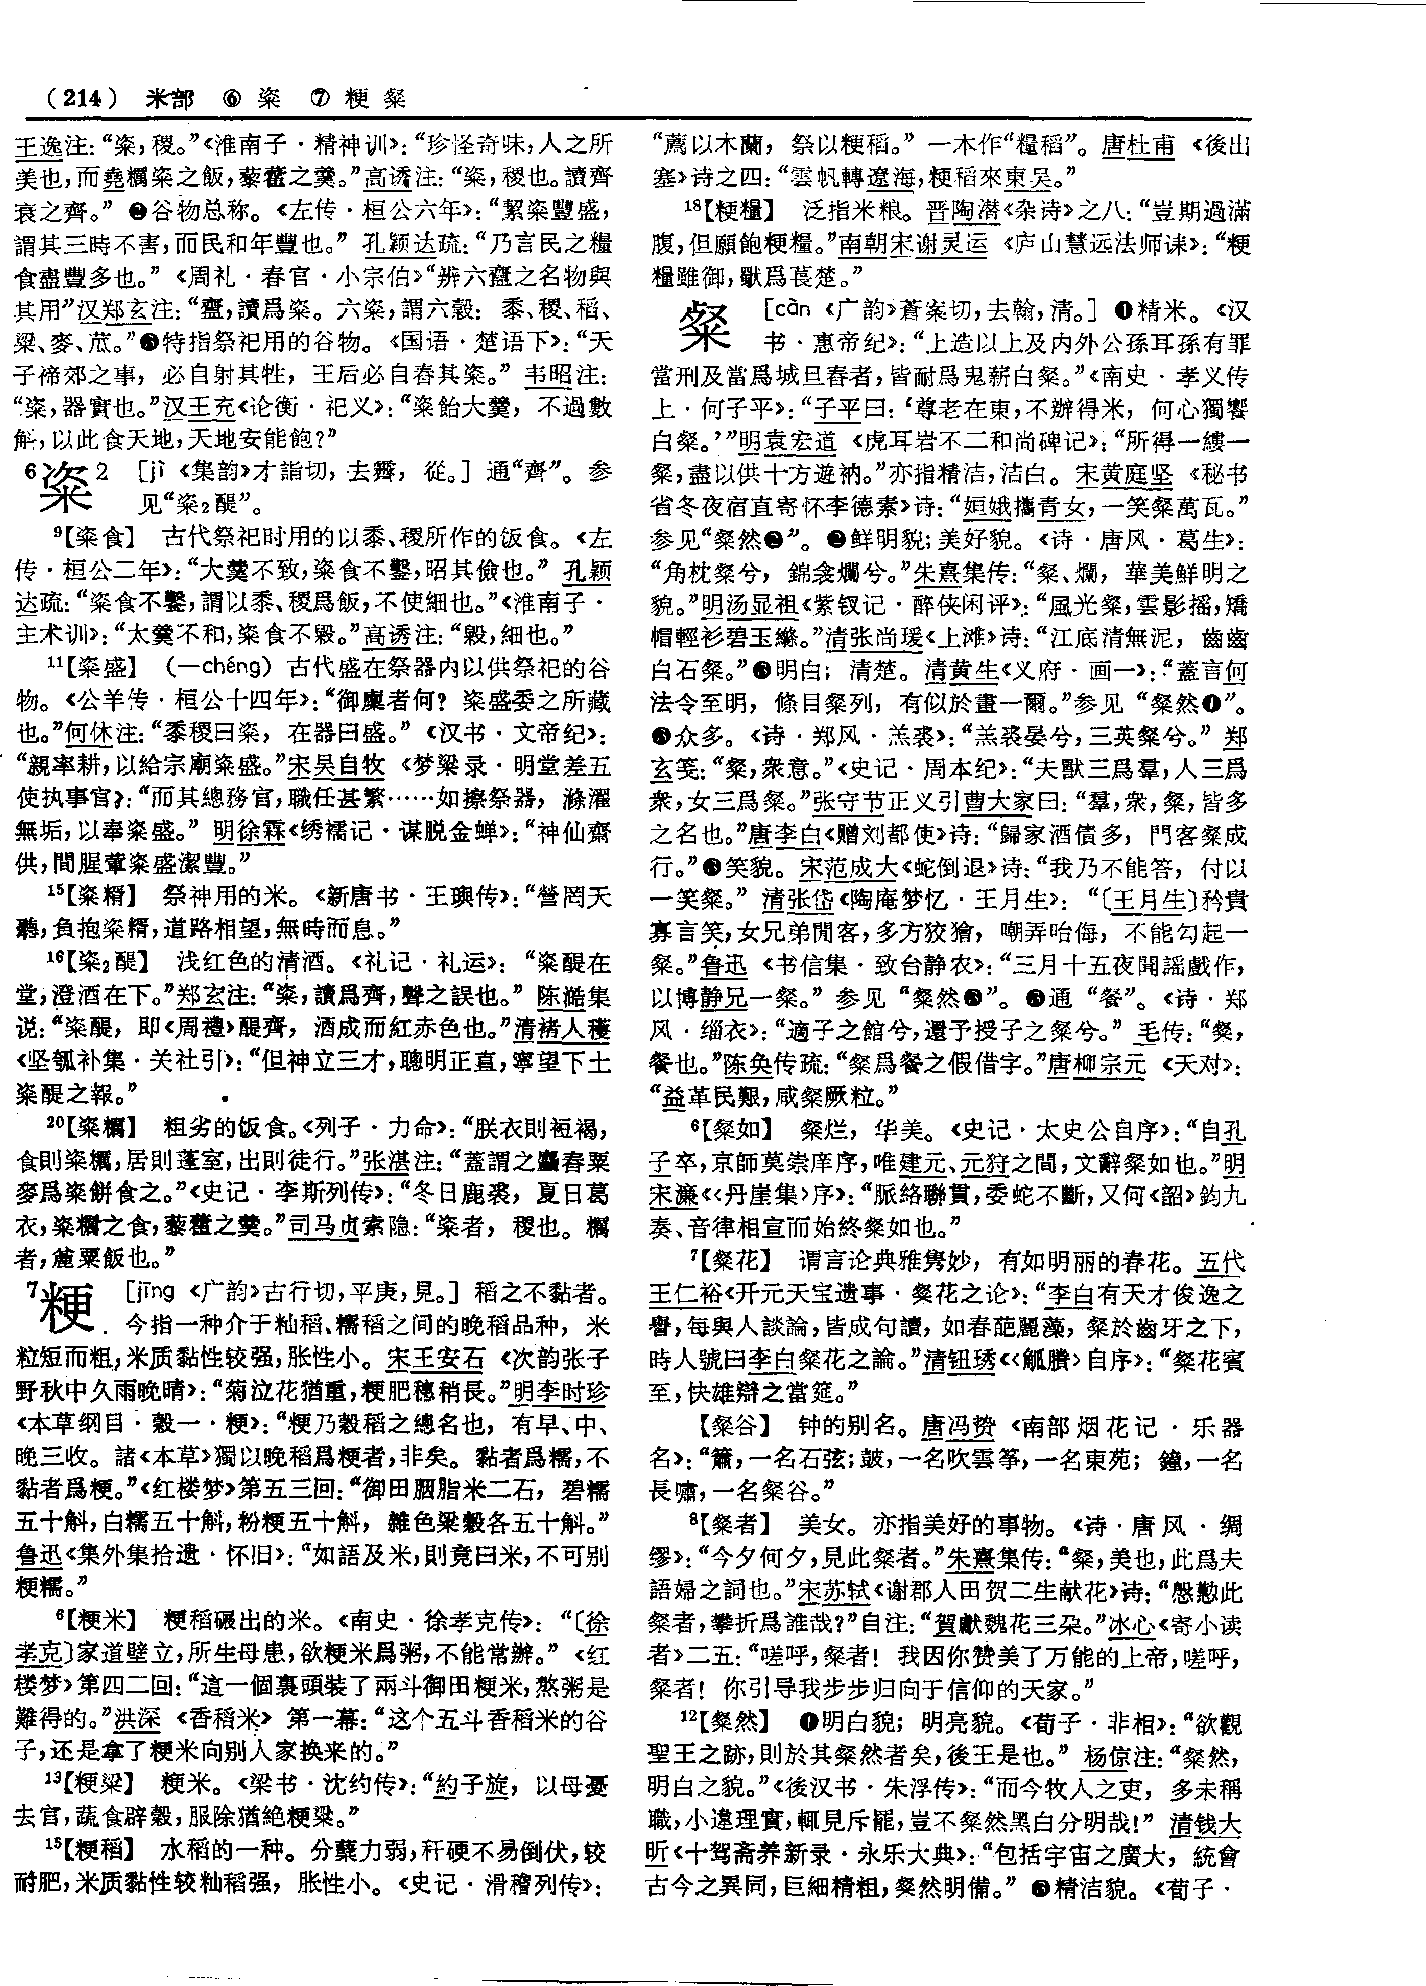 (214) 米部 ⑥ 粢 ⑦ 粳 粲
王逸注：“粢，稷。”《淮南子·精神训》：“珍怪奇味，人之所
美也，而堯糲粢之飯，藜藿之羹。”高诱注：“粢，稷也。讀齊
衰之齊。” ❷谷物总称。《左传·桓公六年》：“絜粢豐盛，
謂其三時不害，而民和年豐也。” 孔颖达疏：“乃言民之糧
食盡豐多也。”《周礼·春官·小宗伯》“辨六齍之名物與
其用”汉郑玄注：“齍，讀爲粢。六粢，謂六穀：黍、稷、稻、
粱、麥、苽。”❸特指祭祀用的谷物。《国语·楚语下》：“天
子禘郊之事，必自射其牲，王后必自舂其粢。” 韦昭注：
“粢，器實也。”汉王充《论衡·祀义》：“粢飴大羹，不過數
斛，以此食天地，天地安能飽？”
6粢2 [jì《集韵》才詣切，去霽，從。] 通“齊”。参
见“粢2醍”。
9【粢食】 古代祭祀时用的以黍、稷所作的饭食。《左
传·桓公二年》：“大羹不致，粢食不鑿，昭其儉也。” 孔颖
达疏：“粢食不鑿，謂以黍、稷爲飯，不使細也。”《淮南子·
主术训》：“太羹不和，粢食不毇。”高诱注：“毇，細也。”
11【粢盛】 (—chéng) 古代盛在祭器内以供祭祀的谷
物。《公羊传·桓公十四年》：“御廩者何？粢盛委之所藏
也。”何休注：“黍稷曰粢，在器曰盛。”《汉书·文帝纪》：
“親率耕，以給宗廟粢盛。”宋吴自牧《梦粱录·明堂差五
使执事官》：“而其總務官，職任甚繁……如擦祭器，滌濯
無垢，以奉粢盛。” 明徐霖《绣襦记·谋脱金蝉》：“神仙齋
供，間腥葷粢盛潔豐。”
15【粢糈】 祭神用的米。《新唐书·王玙传》：“營罔天
聽，負抱粢糈，道路相望，無時而息。”
16【粢2醍】 浅红色的清酒。《礼记·礼运》：“粢醍在
堂，澄酒在下。”郑玄注：“粢，讀爲齊，聲之誤也。” 陈澔集
说：“粢醍，即《周禮》醍齊，酒成而紅赤色也。”清褚人穫
《坚瓠补集·关社引》：“但神立三才，聰明正直，寧望下土
粢醍之報。”
20【粢糲】 粗劣的饭食。《列子·力命》：“朕衣則裋褐，
食則粢糲，居則蓬室，出則徒行。”张湛注：“蓋謂之麤舂粟
麥爲粢餅食之。”《史记·李斯列传》：“冬日鹿裘，夏日葛
衣，粢糲之食，藜藿之羹。”司马贞索隐：“粢者，稷也。糲
者，麄粟飯也。”
7粳 [jīng《广韵》古行切，平庚，見。] 稻之不黏者。
今指一种介于籼稻、糯稻之间的晚稻品种，米
粒短而粗，米质黏性较强，胀性小。宋王安石《次韵张子
野秋中久雨晚晴》：“菊泣花猶重，粳肥穗稍長。”明李时珍
《本草纲目·穀一·粳》：“粳乃穀稻之總名也，有早、中、
晚三收。諸《本草》獨以晚稻爲粳者，非矣。黏者爲糯，不
黏者爲粳。”《红楼梦》第五三回：“御田胭脂米二石，碧糯
五十斛，白糯五十斛，粉粳五十斛，雜色粱穀各五十斛。”
鲁迅《集外集拾遗·怀旧》：“如語及米，則竟曰米，不可别
粳糯。”
6【粳米】 粳稻碾出的米。《南史·徐孝克传》：“〔徐
孝克〕家道壁立，所生母患，欲粳米爲粥，不能常辦。”《红
楼梦》第四二回：“這一個裏頭装了兩斗御田粳米，熬粥是
難得的。”洪深《香稻米》第一幕：“这个五斗香稻米的谷
子，还是拿了粳米向别人家换来的。”
13【粳粱】 粳米。《梁书·沈约传》：“約子旋，以母憂
去官，蔬食辟穀，服除猶絶粳粱。”
15【粳稻】 水稻的一种。分蘖力弱，秆硬不易倒伏，较
耐肥，米质黏性较籼稻强，胀性小。《史记·滑稽列传》：
“薦以木蘭，祭以粳稻。” 一本作“糧稻”。唐杜甫《後出
塞》诗之四：“雲帆轉遼海，粳稻來東吴。”
18【粳糧】 泛指米粮。晋陶潜《杂诗》之八：“豈期過滿
腹，但願飽粳糧。”南朝宋谢灵运《庐山慧远法师诔》：“粳
糧雖御，獸爲萇楚。”
粲 [càn《广韵》蒼案切，去翰，清。] ❶精米。《汉
书·惠帝纪》：“上造以上及内外公孫耳孫有罪
當刑及當爲城旦舂者，皆耐爲鬼薪白粲。”《南史·孝义传
上·何子平》：“子平曰：‘尊老在東，不辦得米，何心獨饗
白粲。’”明袁宏道《虎耳岩不二和尚碑记》：“所得一縷一
粲，盡以供十方遊衲。”亦指精洁，洁白。宋黄庭坚《秘书
省冬夜宿直寄怀李德素》诗：“姮娥攜青女，一笑粲萬瓦。”
参见“粲然❷”。❷鲜明貌；美好貌。《诗·唐风·葛生》：
“角枕粲兮，錦衾爛兮。”朱熹集传：“粲、爛，華美鮮明之
貌。”明汤显祖《紫钗记·醉侠闲评》：“風光粲，雲影摇，矯
帽輕衫碧玉縧。”清张尚瑗《上滩》诗：“江底清無泥，齒齒
白石粲。”❸明白；清楚。清黄生《义府·画一》：“蓋言何
法令至明，條目粲列，有似於畫一爾。”参见“粲然❶”。
❹众多。《诗·郑风·羔裘》：“羔裘晏兮，三英粲兮。” 郑
玄笺：“粲，衆意。”《史记·周本纪》：“夫獸三爲羣，人三爲
衆，女三爲粲。”张守节正义引曹大家曰：“羣，衆，粲，皆多
之名也。”唐李白《赠刘都使》诗：“歸家酒債多，門客粲成
行。”❺笑貌。宋范成大《蛇倒退》诗：“我乃不能答，付以
一笑粲。” 清张岱《陶庵梦忆·王月生》：“〔王月生〕矜貴
寡言笑，女兄弟閒客，多方狡獪，嘲弄咍侮，不能勾起一
粲。”鲁迅《书信集·致台静农》：“三月十五夜聞謡戲作，
以博静兄一粲。” 参见“粲然❸”。❻通“餐”。《诗·郑
风·缁衣》：“適子之館兮，還予授子之粲兮。” 毛传：“粲，
餐也。”陈奂传疏：“粲爲餐之假借字。”唐柳宗元《天对》：
“益革民艱，咸粲厥粒。”
6【粲如】 粲烂，华美。《史记·太史公自序》：“自孔
子卒，京師莫崇庠序，唯建元、元狩之間，文辭粲如也。”明
宋濂《〈丹崖集〉序》：“脈絡聯貫，委蛇不斷，又何《韶》鈞九
奏、音律相宣而始終粲如也。”
7【粲花】 谓言论典雅隽妙，有如明丽的春花。五代
王仁裕《开元天宝遗事·粲花之论》：“李白有天才俊逸之
譽，每與人談論，皆成句讀，如春葩麗藻，粲於齒牙之下，
時人號曰李白粲花之論。”清钮琇《〈觚賸〉自序》：“粲花賓
至，快雄辯之當筵。”
【粲谷】 钟的别名。唐冯贽《南部烟花记·乐器
名》：“簫，一名石弦；鼓，一名吹雲筝，一名東苑；鐘，一名
長嘯，一名粲谷。”
8【粲者】 美女。亦指美好的事物。《诗·唐风·绸
缪》：“今夕何夕，見此粲者。”朱熹集传：“粲，美也，此爲夫
語婦之詞也。”宋苏轼《谢郡人田贺二生献花》诗：“慇懃此
粲者，攀折爲誰哉？”自注：“賀獻魏花三朵。”冰心《寄小读
者》二五：“嗟呼，粲者！我因你赞美了万能的上帝，嗟呼，
粲者！你引导我步步归向于信仰的天家。”
12【粲然】 ❶明白貌；明亮貌。《荀子·非相》：“欲觀
聖王之跡，則於其粲然者矣，後王是也。” 杨倞注：“粲然，
明白之貌。”《後汉书·朱浮传》：“而今牧人之吏，多未稱
職，小違理實，輒見斥罷，豈不粲然黑白分明哉！” 清钱大
昕《十驾斋养新录·永乐大典》：“包括宇宙之廣大，統會
古今之異同，巨細精粗，粲然明備。” ❷精洁貌。《荀子·